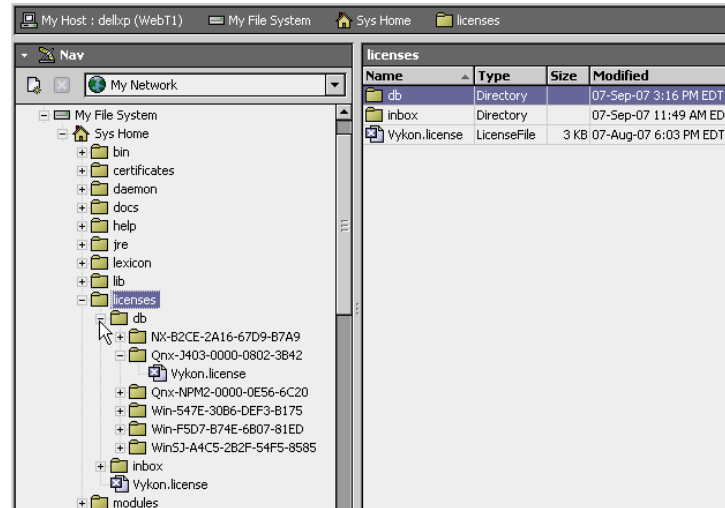 My Host : dellxp (WebT1) My File System Sys Home licenses
Nav
My Network
My File System
Sys Home
bin
certificates
daemon
docs
help
jre
lexicon
lib
licenses
db
NX-B2CE-2A16-67D9-B7A9
Qnx-J403-0000-0802-3B42
Vykon.license
Qnx-NPM2-0000-0E56-6C20
Win-547E-30B6-DEF3-B175
Win-F5D7-B74E-6B07-81ED
WinSJ-A4C5-2B2F-54F5-8585
inbox
Vykon.license
modules
licenses
Name Type Size Modified
db Directory 07-Sep-07 3:16 PM EDT
inbox Directory 07-Sep-07 11:49 AM ED
Vykon.license LicenseFile 3 KB 07-Aug-07 6:03 PM EDT